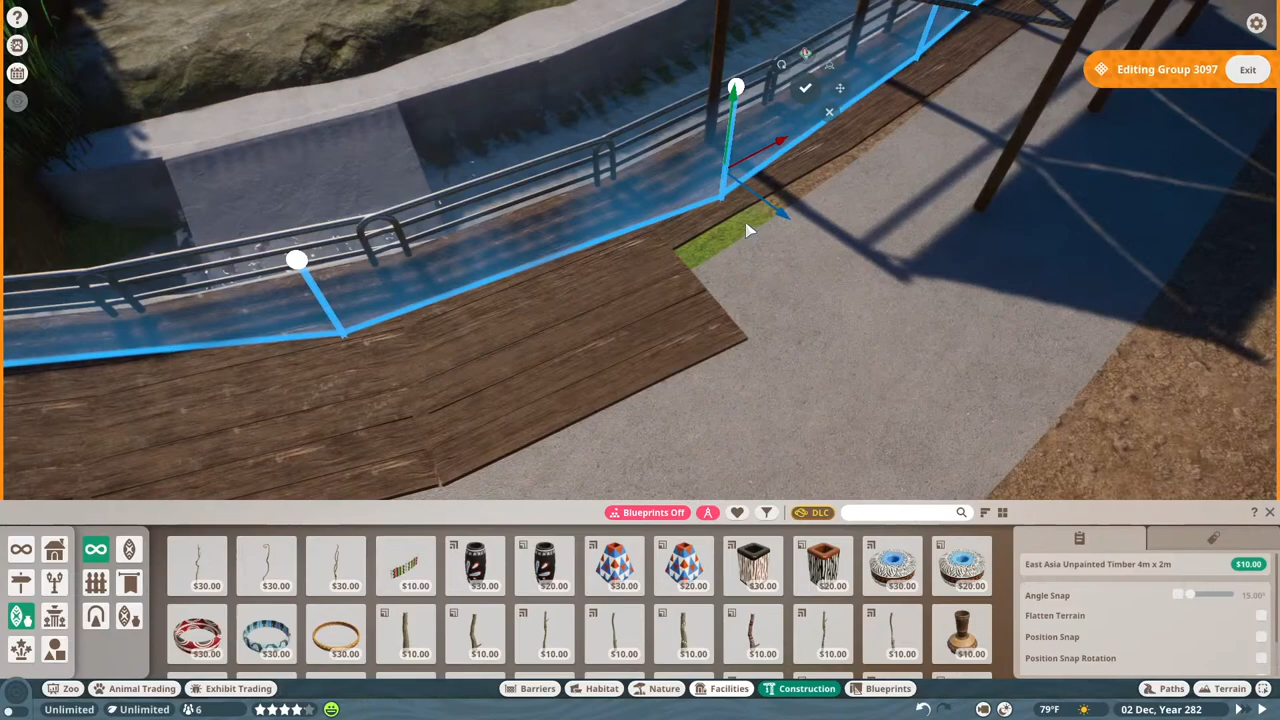 ?
Editing Group 3097 Exit
Blueprints Off DLC ? ×
$30.00 $30.00 $30.00 $10.00 $30.00 $20.00 $30.00 $20.00 $30.00 $30.00 $30.00 $20.00
$30.00 $30.00 $30.00 $10.00 $10.00 $10.00 $10.00 $10.00 $10.00 $10.00 $10.00 $30.00
East Asia Unpainted Timber 4m x 2m $10.00
Angle Snap 15.00°
Flatten Terrain
Position Snap
Position Snap Rotation
Zoo Animal Trading Exhibit Trading Barriers Habitat Nature Facilities Construction Blueprints Paths Terrain
Unlimited Unlimited 6 79°F 02 Dec, Year 282